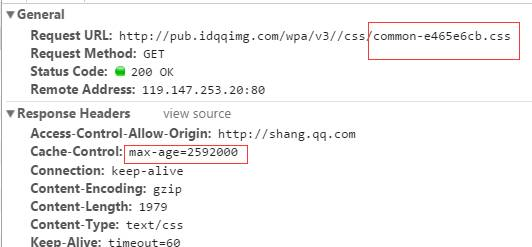 General
Request URL: http://pub.idqqimg.com/wpa/v3//css/common-e465e6cb.css
Request Method: GET
Status Code: 200 OK
Remote Address: 119.147.253.20:80
Response Headers view source
Access-Control-Allow-Origin: http://shang.qq.com
Cache-Control: max-age=2592000
Connection: keep-alive
Content-Encoding: gzip
Content-Length: 1979
Content-Type: text/css
Keep-Alive: timeout=60